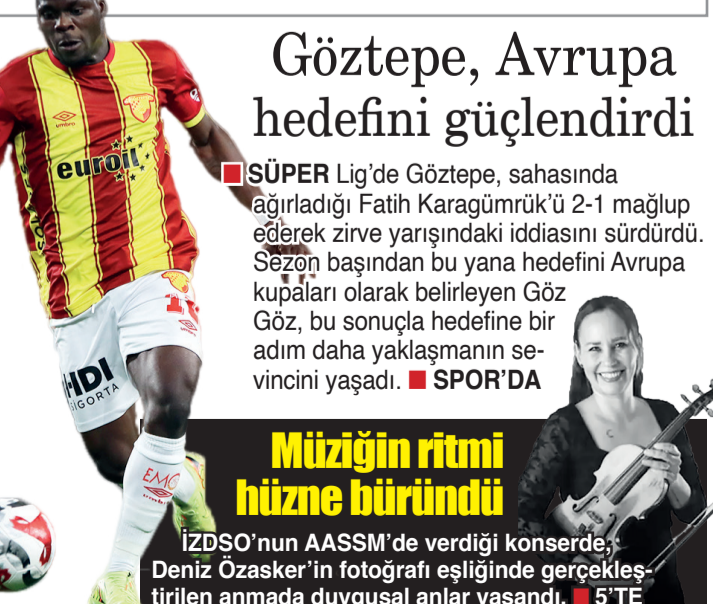 Göztepe, Avrupa
hedefini güçlendirdi
SÜPER Lig’de Göztepe, sahasında
ağırladığı Fatih Karagümrük’ü 2-1 mağlup
ederek zirve yarışındaki iddiasını sürdürdü.
Sezon başından bu yana hedefini Avrupa
kupaları olarak belirleyen Göz
Göz, bu sonuçla hedefine bir
adım daha yaklaşmanın se-
vincini yaşadı. ■ SPOR’DA
umbro
euroil
HDI
SİGORTA
Müziğin ritmi
hüzne büründü
İZDSO’nun AASSM’de verdiği konserde,
Deniz Özasker’in fotoğrafı eşliğinde gerçekleş-
tirilen anmada duygusal anlar yaşandı. ■ 5’TE